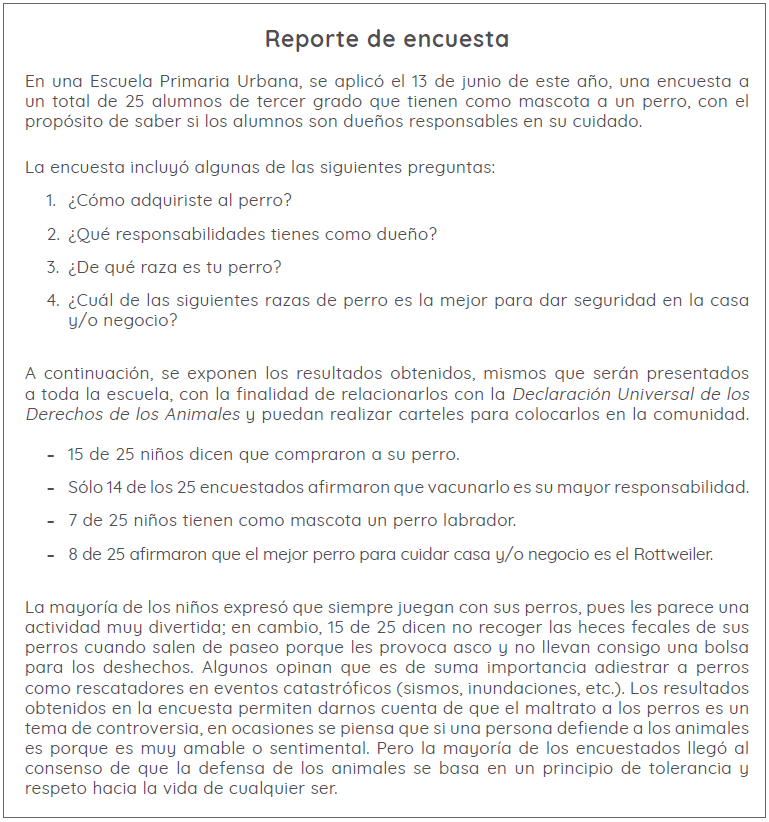 Reporte de encuesta
En una Escuela Primaria Urbana, se aplicó el 13 de junio de este año, una encuesta a
un total de 25 alumnos de tercer grado que tienen como mascota a un perro, con el
propósito de saber si los alumnos son dueños responsables en su cuidado.
La encuesta incluyó algunas de las siguientes preguntas:
1. ¿Cómo adquiriste al perro?
2. ¿Qué responsabilidades tienes como dueño?
3. ¿De qué raza es tu perro?
4. ¿Cuál de las siguientes razas de perro es la mejor para dar seguridad en la casa
y/o negocio?
A continuación, se exponen los resultados obtenidos, mismos que serán presentados
a toda la escuela, con la finalidad de relacionarlos con la Declaración Universal de los
Derechos de los Animales y puedan realizar carteles para colocarlos en la comunidad.
- 15 de 25 niños dicen que compraron a su perro.
- Sólo 14 de los 25 encuestados afirmaron que vacunarlo es su mayor responsabilidad.
- 7 de 25 niños tienen como mascota un perro labrador.
- 8 de 25 afirmaron que el mejor perro para cuidar casa y/o negocio es el Rottweiler.
La mayoría de los niños expresó que siempre juegan con sus perros, pues les parece una
actividad muy divertida; en cambio, 15 de 25 dicen no recoger las heces fecales de sus
perros cuando salen de paseo porque les provoca asco y no llevan consigo una bolsa
para los deshechos. Algunos opinan que es de suma importancia adiestrar a perros
como rescatadores en eventos catastróficos (sismos, inundaciones, etc.). Los resultados
obtenidos en la encuesta permiten darnos cuenta de que el maltrato a los perros es un
tema de controversia, en ocasiones se piensa que si una persona defiende a los animales
es porque es muy amable o sentimental. Pero la mayoría de los encuestados llegó al
consenso de que la defensa de los animales se basa en un principio de tolerancia y
respeto hacia la vida de cualquier ser.